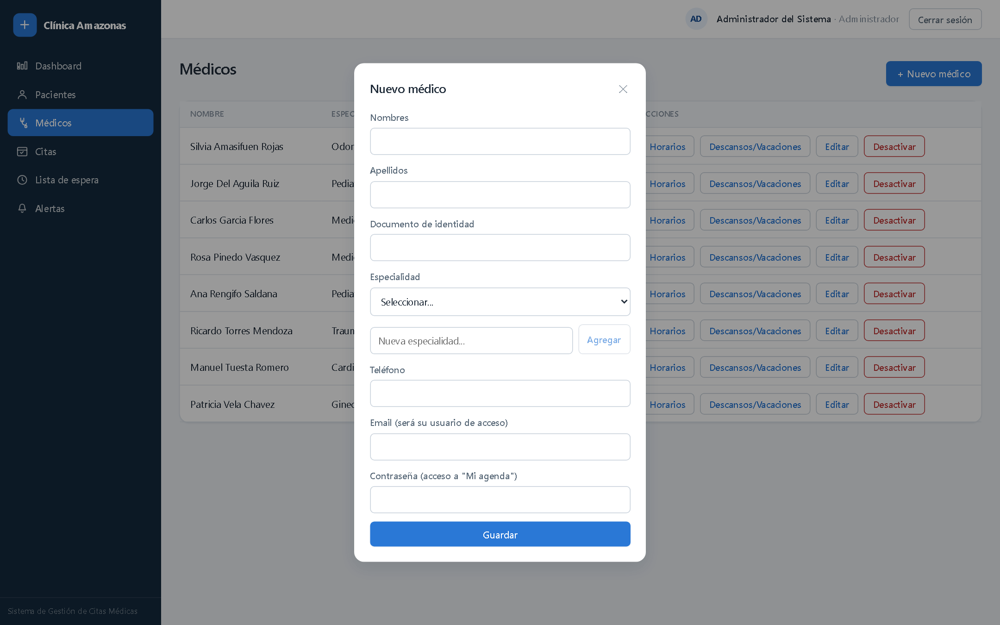 Clínica Amazonas
Dashboard
Pacientes
Médicos
Citas
Lista de espera
Alertas
Sistema de Gestión de Citas Médicas
AD Administrador del Sistema · Administrador Cerrar sesión
Médicos
+ Nuevo médico
NOMBRE ESPEC CCIONES
Silvia Amasifuen Rojas Odor Horarios Descansos/Vacaciones Editar Desactivar
Jorge Del Aguila Ruiz Pedia Horarios Descansos/Vacaciones Editar Desactivar
Carlos Garcia Flores Medi Horarios Descansos/Vacaciones Editar Desactivar
Rosa Pinedo Vasquez Medi Horarios Descansos/Vacaciones Editar Desactivar
Ana Rengifo Saldana Pedia Horarios Descansos/Vacaciones Editar Desactivar
Ricardo Torres Mendoza Traum Horarios Descansos/Vacaciones Editar Desactivar
Manuel Tuesta Romero Cardi Horarios Descansos/Vacaciones Editar Desactivar
Patricia Vela Chavez Ginec Horarios Descansos/Vacaciones Editar Desactivar
Nuevo médico
Nombres
Apellidos
Documento de identidad
Especialidad
Seleccionar...
Nueva especialidad... Agregar
Teléfono
Email (será su usuario de acceso)
Contraseña (acceso a "Mi agenda")
Guardar